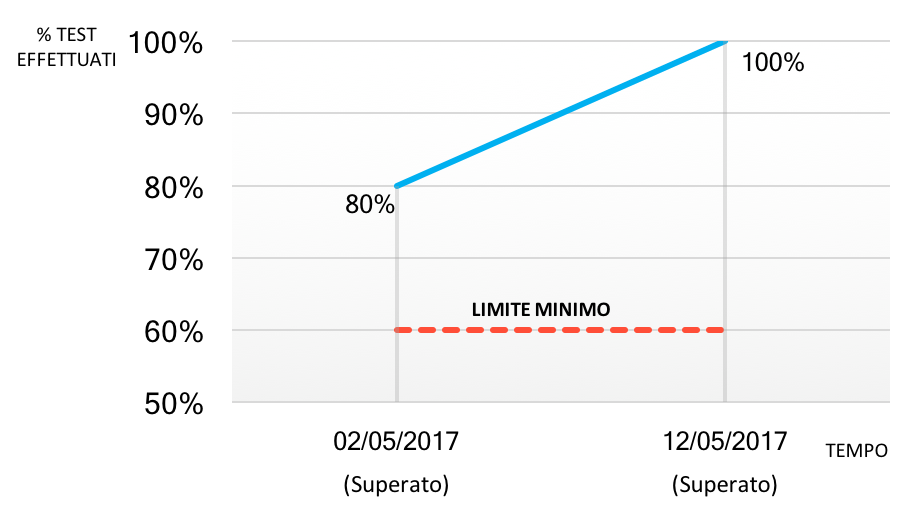 % TEST
EFFETTUATI
100%
100%
90%
80%
80%
70%
LIMITE MINIMO
60%
50%
02/05/2017
12/05/2017
TEMPO
(Superato)
(Superato)